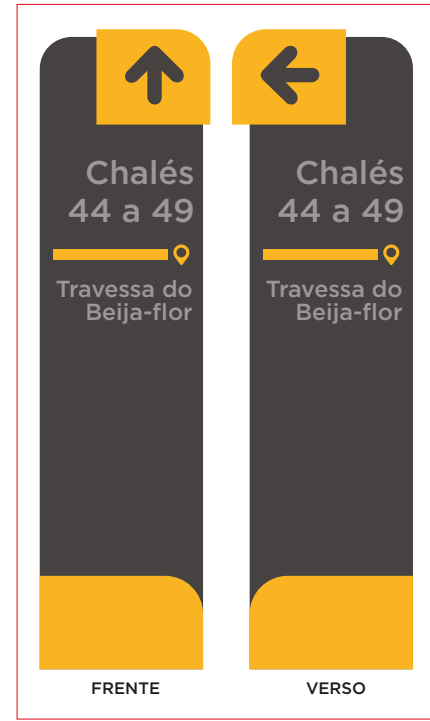 Chalés
44 a 49
Travessa do
Beija-flor
FRENTE
Chalés
44 a 49
Travessa do
Beija-flor
VERSO